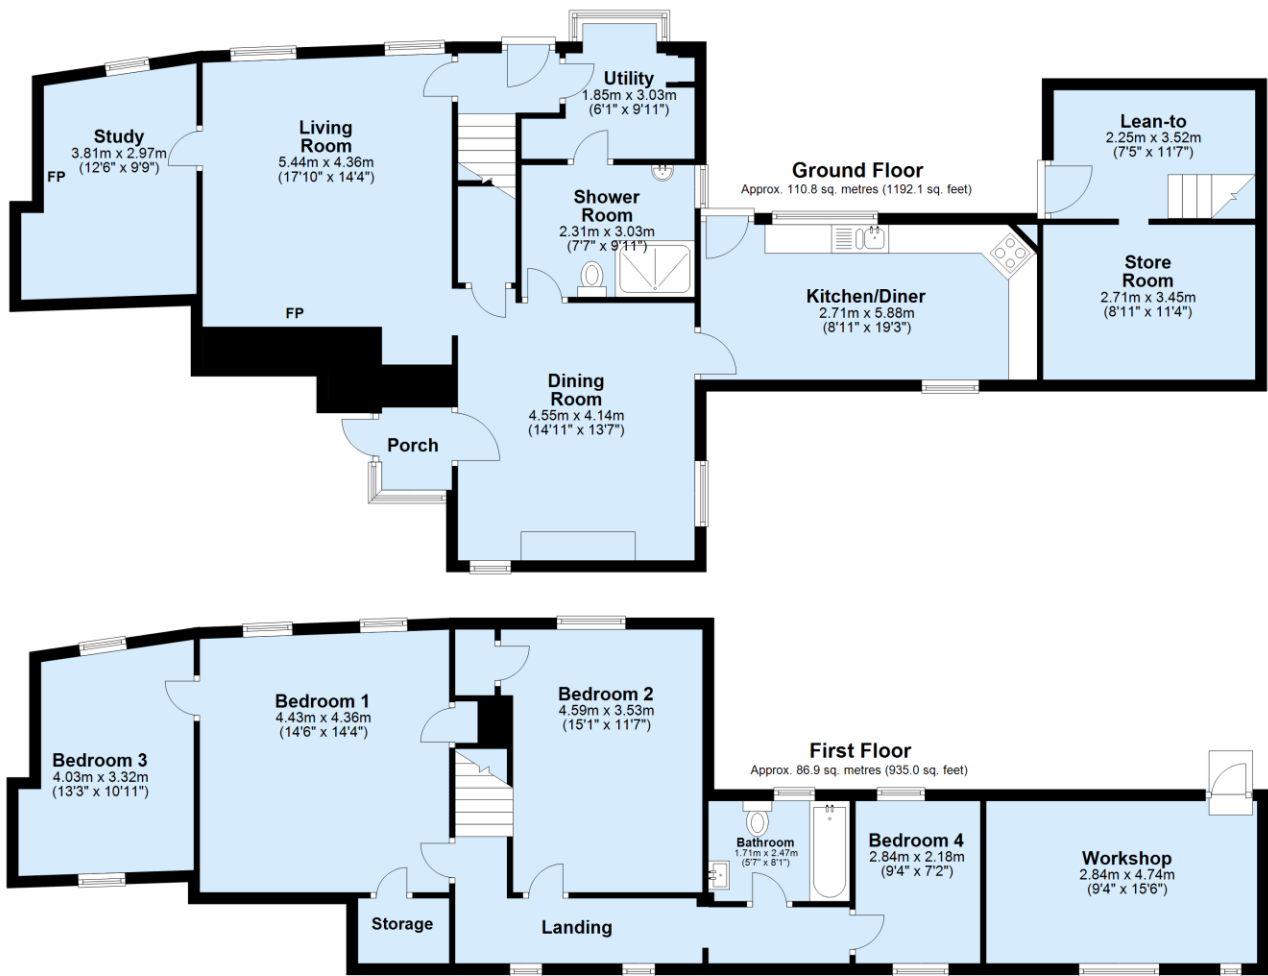 Study
3.81m x 2.97m
(12'6" x 9'9")
FP
Living
Room
5.44m x 4.36m
(17'10" x 14'4")
FP
Utility
1.85m x 3.03m
(6'1" x 9'11")
Shower
Room
2.31m x 3.03m
(7'7" x 9'11")
Ground Floor
Approx. 110.8 sq. metres (1192.1 sq. feet)
Lean-to
2.25m x 3.52m
(7'5" x 11'7")
Store
Room
2.71m x 3.45m
(8'11" x 11'4")
Kitchen/Diner
2.71m x 5.88m
(8'11" x 19'3")
Dining
Room
4.55m x 4.14m
(14'11" x 13'7")
Porch
Bedroom 3
4.03m x 3.32m
(13'3" x 10'11")
Bedroom 1
4.43m x 4.36m
(14'6" x 14'4")
Bedroom 2
4.59m x 3.53m
(15'1" x 11'7")
First Floor
Approx. 86.9 sq. metres (935.0 sq. feet)
Bathroom
1.71m x 2.47m
(5'7" x 8'1")
Bedroom 4
2.84m x 2.18m
(9'4" x 7'2")
Workshop
2.84m x 4.74m
(9'4" x 15'6")
Storage
Landing